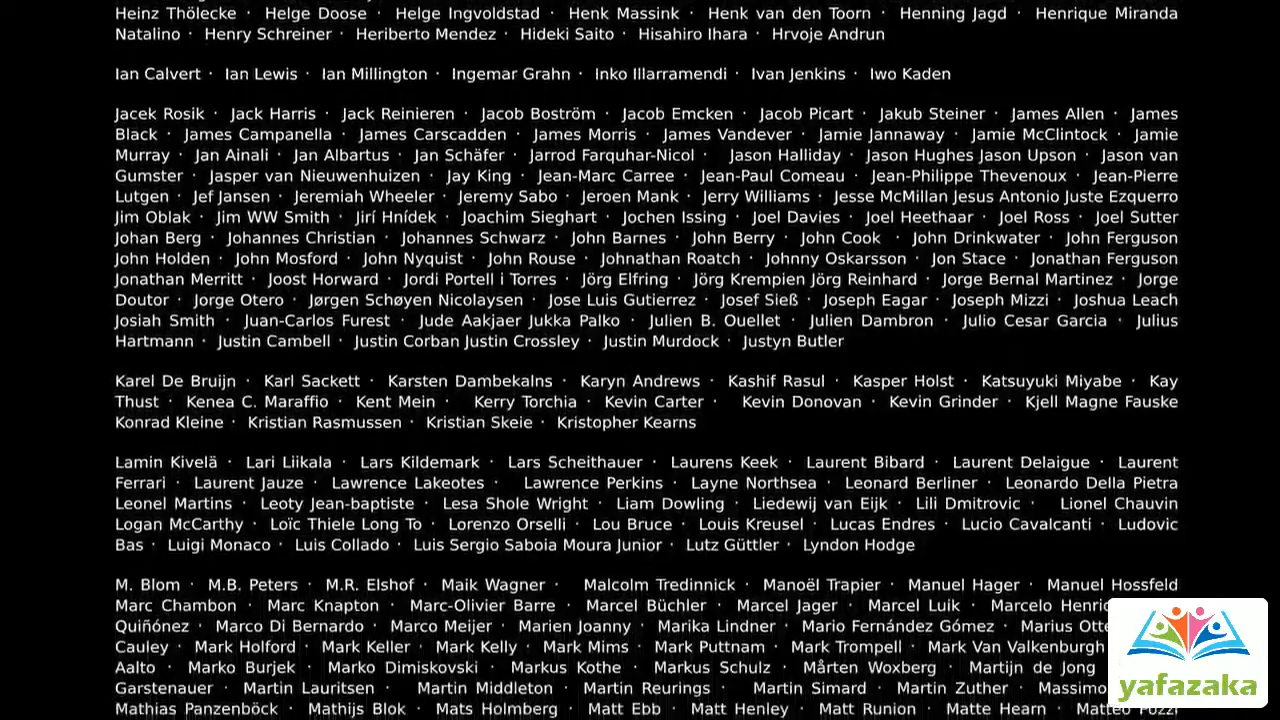 Heinz Thölecke · Helge Doose · Helge Ingvoldstad · Henk Massink · Henk van den Toorn · Henning Jagd · Henrique Miranda
Natalino · Henry Schreiner · Heriberto Mendez · Hideki Saito · Hisahiro Ihara · Hrvoje Andrun
Ian Calvert · Ian Lewis · Ian Millington · Ingemar Grahn · Inko Illarramendi · Ivan Jenkins · Iwo Kaden
Jacek Rosik · Jack Harris · Jack Reinieren · Jacob Boström · Jacob Emcken · Jacob Picart · Jakub Steiner · James Allen · James
Black · James Campanella · James Carscadden · James Morris · James Vandever · Jamie Jannaway · Jamie McClintock · Jamie
Murray · Jan Ainali · Jan Albartus · Jan Schäfer · Jarrod Farquhar-Nicol · Jason Halliday · Jason Hughes Jason Upson · Jason van
Gumster · Jasper van Nieuwenhuizen · Jay King · Jean-Marc Carree · Jean-Paul Comeau · Jean-Philippe Thevenoux · Jean-Pierre
Lutgen · Jef Jansen · Jeremiah Wheeler · Jeremy Sabo · Jeroen Mank · Jerry Williams · Jesse McMillan Jesus Antonio Juste Ezquerro
Jim Oblak · Jim WW Smith · Jirí Hnídek · Joachim Sieghart · Jochen Issing · Joel Davies · Joel Heethaar · Joel Ross · Joel Sutter
Johan Berg · Johannes Christian · Johannes Schwarz · John Barnes · John Berry · John Cook · John Drinkwater · John Ferguson
John Holden · John Mosford · John Nyquist · John Rouse · Johnathan Roatch · Johnny Oskarsson · Jon Stace · Jonathan Ferguson
Jonathan Merritt · Joost Horward · Jordi Portell i Torres · Jörg Elfring · Jörg Krempien Jörg Reinhard · Jorge Bernal Martinez · Jorge
Doutor · Jorge Otero · Jørgen Schøyen Nicolaysen · Jose Luis Gutierrez · Josef Sieß · Joseph Eagar · Joseph Mizzi · Joshua Leach
Josiah Smith · Juan-Carlos Furest · Jude Aakjaer Jukka Palko · Julien B. Ouellet · Julien Dambron · Julio Cesar Garcia · Julius
Hartmann · Justin Cambell · Justin Corban Justin Crossley · Justin Murdock · Justyn Butler
Karel De Bruijn · Karl Sackett · Karsten Dambekalns · Karyn Andrews · Kashif Rasul · Kasper Holst · Katsuyuki Miyabe · Kay
Thust · Kenea C. Maraffio · Kent Mein · Kerry Torchia · Kevin Carter · Kevin Donovan · Kevin Grinder · Kjell Magne Fauske
Konrad Kleine · Kristian Rasmussen · Kristian Skeie · Kristopher Kearns
Lamin Kivelä · Lari Liikala · Lars Kildemark · Lars Scheithauer · Laurens Keek · Laurent Bibard · Laurent Delaigue · Laurent
Ferrari · Laurent Jauze · Lawrence Lakeotes · Lawrence Perkins · Layne Northsea · Leonard Berliner · Leonardo Della Pietra
Leonel Martins · Leoty Jean-baptiste · Lesa Shole Wright · Liam Dowling · Liedewij van Eijk · Lili Dmitrovic · Lionel Chauvin
Logan McCarthy · Loïc Thiele Long To · Lorenzo Orselli · Lou Bruce · Louis Kreusel · Lucas Endres · Lucio Cavalcanti · Ludovic
Bas · Luigi Monaco · Luis Collado · Luis Sergio Saboia Moura Junior · Lutz Güttler · Lyndon Hodge
M. Blom · M.B. Peters · M.R. Elshof · Maik Wagner · Malcolm Tredinnick · Manoël Trapier · Manuel Hager · Manuel Hossfeld
Marc Chambon · Marc Knapton · Marc-Olivier Barre · Marcel Büchler · Marcel Jager · Marcel Luik · Marcelo
Quiñónez · Marco Di Bernardo · Marco Meijer · Marien Joanny · Marika Lindner · Mario Fernández Gómez · Marius
Cauley · Mark Holford · Mark Keller · Mark Kelly · Mark Mims · Mark Puttnam · Mark Trompell · Mark Van Valkenburgh
Aalto · Marko Burjek · Marko Dimiskovski · Markus Kothe · Markus Schulz · Mårten Woxberg · Martijn de Jong
Garstenauer · Martin Lauritsen · Martin Middleton · Martin Reurings · Martin Simard · Martin Zuther · Massimo
Mathias Panzenböck · Mathijs Blok · Mats Holmberg · Matt Ebb · Matt Henley · Matt Runion · Matte Hearn ·
yafazaka